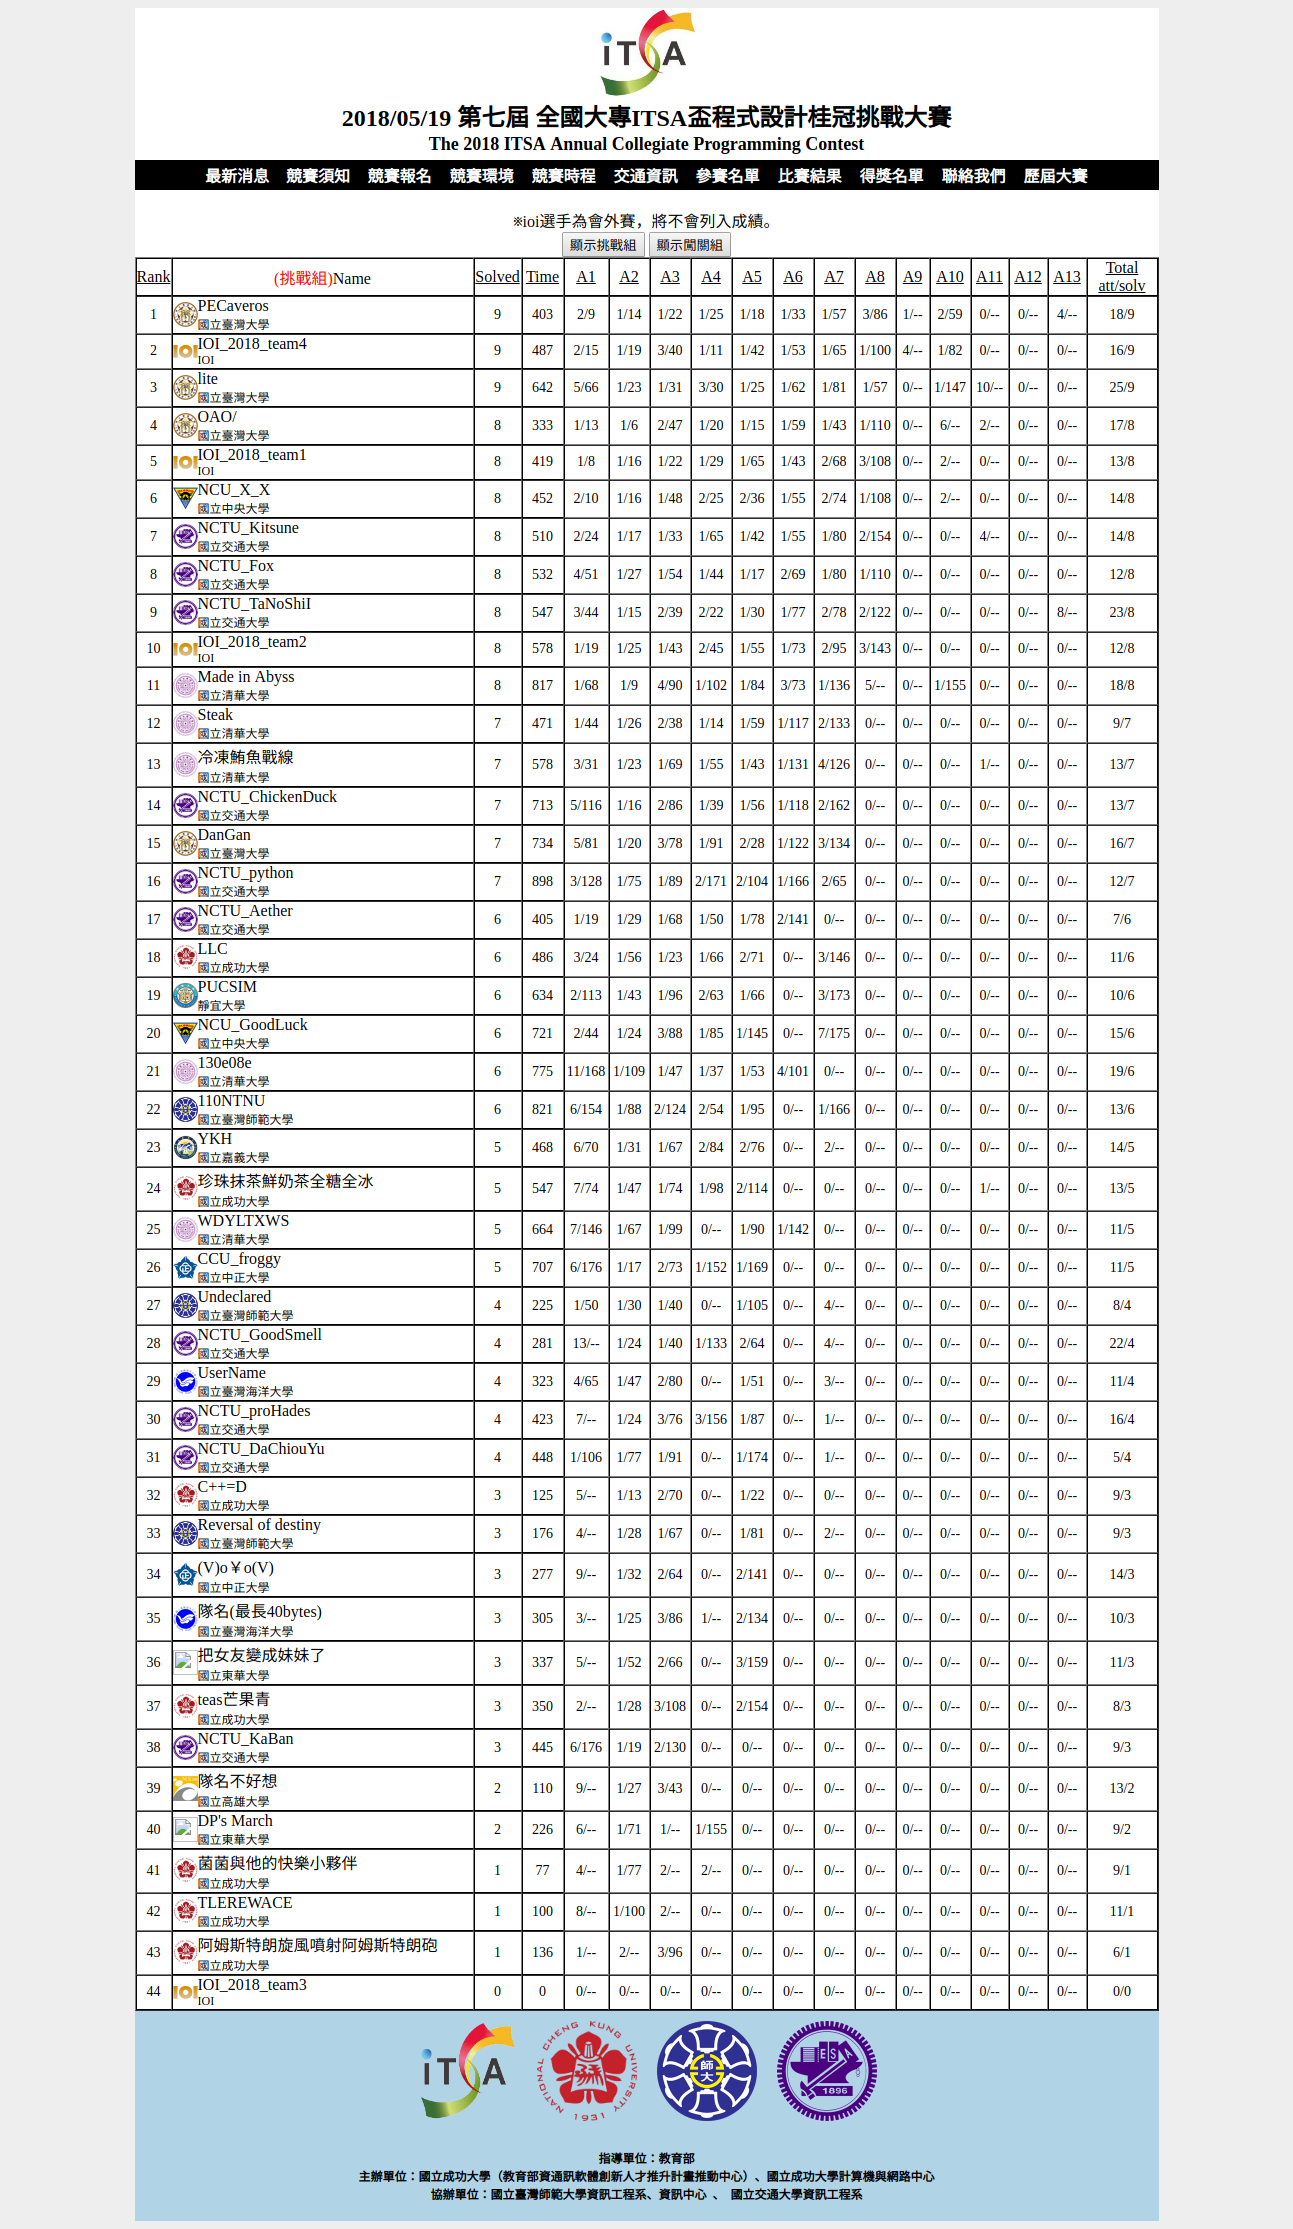 iTSA
2018/05/19 第七屆 全國大專ITSA盃程式設計桂冠挑戰大賽
The 2018 ITSA Annual Collegiate Programming Contest
最新消息 競賽須知 競賽報名 競賽環境 競賽時程 交通資訊 參賽名單 比賽結果 得獎名單 聯絡我們 歷屆大賽
※ioi選手為會外賽，將不會列入成績。
顯示挑戰組 顯示闖關組
Rank (挑戰組)Name Solved Time A1 A2 A3 A4 A5 A6 A7 A8 A9 A10 A11 A12 A13 Total att/solv
1 PECaveros 國立臺灣大學 9 403 2/9 1/14 1/22 1/25 1/18 1/33 1/57 3/86 1/-- 2/59 0/-- 0/-- 4/-- 18/9
2 IOI_2018_team4 IOI 9 487 2/15 1/19 3/40 1/11 1/42 1/53 1/65 1/100 4/-- 1/82 0/-- 0/-- 0/-- 16/9
3 lite 國立臺灣大學 9 642 5/66 1/23 1/31 3/30 1/25 1/62 1/81 1/57 0/-- 1/147 10/-- 0/-- 0/-- 25/9
4 OAO/ 國立臺灣大學 8 333 1/13 1/6 2/47 1/20 1/15 1/59 1/43 1/110 0/-- 6/-- 2/-- 0/-- 0/-- 17/8
5 IOI_2018_team1 IOI 8 419 1/8 1/16 1/22 1/29 1/65 1/43 2/68 3/108 0/-- 2/-- 0/-- 0/-- 0/-- 13/8
6 NCU_X_X 國立中央大學 8 452 2/10 1/16 1/48 2/25 2/36 1/55 2/74 1/108 0/-- 2/-- 0/-- 0/-- 0/-- 14/8
7 NCTU_Kitsune 國立交通大學 8 510 2/24 1/17 1/33 1/65 1/42 1/55 1/80 2/154 0/-- 0/-- 4/-- 0/-- 0/-- 14/8
8 NCTU_Fox 國立交通大學 8 532 4/51 1/27 1/54 1/44 1/17 2/69 1/80 1/110 0/-- 0/-- 0/-- 0/-- 0/-- 12/8
9 NCTU_TaNoShiI 國立交通大學 8 547 3/44 1/15 2/39 2/22 1/30 1/77 2/78 2/122 0/-- 0/-- 0/-- 0/-- 8/-- 23/8
10 IOI_2018_team2 IOI 8 578 1/19 1/25 1/43 2/45 1/55 1/73 2/95 3/143 0/-- 0/-- 0/-- 0/-- 0/-- 12/8
11 Made in Abyss 國立清華大學 8 817 1/68 1/9 4/90 1/102 1/84 3/73 1/136 5/-- 0/-- 1/155 0/-- 0/-- 0/-- 18/8
12 Steak 國立清華大學 7 471 1/44 1/26 2/38 1/14 1/59 1/117 2/133 0/-- 0/-- 0/-- 0/-- 0/-- 0/-- 9/7
13 冷凍鮪魚戰線 國立清華大學 7 578 3/31 1/23 1/69 1/55 1/43 1/131 4/126 0/-- 0/-- 0/-- 1/-- 0/-- 0/-- 13/7
14 NCTU_ChickenDuck 國立交通大學 7 713 5/116 1/16 2/86 1/39 1/56 1/118 2/162 0/-- 0/-- 0/-- 0/-- 0/-- 0/-- 13/7
15 DanGan 國立臺灣大學 7 734 5/81 1/20 3/78 1/91 2/28 1/122 3/134 0/-- 0/-- 0/-- 0/-- 0/-- 0/-- 16/7
16 NCTU_python 國立交通大學 7 898 3/128 1/75 1/89 2/171 2/104 1/166 2/65 0/-- 0/-- 0/-- 0/-- 0/-- 0/-- 12/7
17 NCTU_Aether 國立交通大學 6 405 1/19 1/29 1/68 1/50 1/78 2/141 0/-- 0/-- 0/-- 0/-- 0/-- 0/-- 0/-- 7/6
18 LLC 國立成功大學 6 486 3/24 1/56 1/23 1/66 2/71 0/-- 3/146 0/-- 0/-- 0/-- 0/-- 0/-- 0/-- 11/6
19 PUCSIM 靜宜大學 6 634 2/113 1/43 1/96 2/63 1/66 0/-- 3/173 0/-- 0/-- 0/-- 0/-- 0/-- 0/-- 10/6
20 NCU_GoodLuck 國立中央大學 6 721 2/44 1/24 3/88 1/85 1/145 0/-- 7/175 0/-- 0/-- 0/-- 0/-- 0/-- 0/-- 15/6
21 130e08e 國立清華大學 6 775 11/168 1/109 1/47 1/37 1/53 4/101 0/-- 0/-- 0/-- 0/-- 0/-- 0/-- 0/-- 19/6
22 110NTNU 國立臺灣師範大學 6 821 6/154 1/88 2/124 2/54 1/95 0/-- 1/166 0/-- 0/-- 0/-- 0/-- 0/-- 0/-- 13/6
23 YKH 國立嘉義大學 5 468 6/70 1/31 1/67 2/84 2/76 0/-- 2/-- 0/-- 0/-- 0/-- 0/-- 0/-- 0/-- 14/5
24 珍珠抹茶鮮奶茶全糖全冰 國立成功大學 5 547 7/74 1/47 1/74 1/98 2/114 0/-- 0/-- 0/-- 0/-- 0/-- 1/-- 0/-- 0/-- 13/5
25 WDYLTXWS 國立清華大學 5 664 7/146 1/67 1/99 0/-- 1/90 1/142 0/-- 0/-- 0/-- 0/-- 0/-- 0/-- 0/-- 11/5
26 CCU_froggy 國立中正大學 5 707 6/176 1/17 2/73 1/152 1/169 0/-- 0/-- 0/-- 0/-- 0/-- 0/-- 0/-- 0/-- 11/5
27 Undeclared 國立臺灣師範大學 4 225 1/50 1/30 1/40 0/-- 1/105 0/-- 4/-- 0/-- 0/-- 0/-- 0/-- 0/-- 0/-- 8/4
28 NCTU_GoodSmell 國立交通大學 4 281 13/-- 1/24 1/40 1/133 2/64 0/-- 4/-- 0/-- 0/-- 0/-- 0/-- 0/-- 0/-- 22/4
29 UserName 國立臺灣海洋大學 4 323 4/65 1/47 2/80 0/-- 1/51 0/-- 3/-- 0/-- 0/-- 0/-- 0/-- 0/-- 0/-- 11/4
30 NCTU_proHades 國立交通大學 4 423 7/-- 1/24 3/76 3/156 1/87 0/-- 1/-- 0/-- 0/-- 0/-- 0/-- 0/-- 0/-- 16/4
31 NCTU_DaChiouYu 國立交通大學 4 448 1/106 1/77 1/91 0/-- 1/174 0/-- 1/-- 0/-- 0/-- 0/-- 0/-- 0/-- 0/-- 5/4
32 C++=D 國立成功大學 3 125 5/-- 1/13 2/70 0/-- 1/22 0/-- 0/-- 0/-- 0/-- 0/-- 0/-- 0/-- 0/-- 9/3
33 Reversal of destiny 國立臺灣師範大學 3 176 4/-- 1/28 1/67 0/-- 1/81 0/-- 2/-- 0/-- 0/-- 0/-- 0/-- 0/-- 0/-- 9/3
34 (V)o￥o(V) 國立中正大學 3 277 9/-- 1/32 2/64 0/-- 2/141 0/-- 0/-- 0/-- 0/-- 0/-- 0/-- 0/-- 0/-- 14/3
35 隊名(最長40bytes) 國立臺灣海洋大學 3 305 3/-- 1/25 3/86 1/-- 2/134 0/-- 0/-- 0/-- 0/-- 0/-- 0/-- 0/-- 0/-- 10/3
36 把女友變成妹妹了 國立東華大學 3 337 5/-- 1/52 2/66 0/-- 3/159 0/-- 0/-- 0/-- 0/-- 0/-- 0/-- 0/-- 0/-- 11/3
37 teas芒果青 國立成功大學 3 350 2/-- 1/28 3/108 0/-- 2/154 0/-- 0/-- 0/-- 0/-- 0/-- 0/-- 0/-- 0/-- 8/3
38 NCTU_KaBan 國立交通大學 3 445 6/176 1/19 2/130 0/-- 0/-- 0/-- 0/-- 0/-- 0/-- 0/-- 0/-- 0/-- 0/-- 9/3
39 隊名不好想 國立高雄大學 2 110 9/-- 1/27 3/43 0/-- 0/-- 0/-- 0/-- 0/-- 0/-- 0/-- 0/-- 0/-- 0/-- 13/2
40 DP's March 國立東華大學 2 226 6/-- 1/71 1/-- 1/155 0/-- 0/-- 0/-- 0/-- 0/-- 0/-- 0/-- 0/-- 0/-- 9/2
41 菌菌與他的快樂小夥伴 國立成功大學 1 77 4/-- 1/77 2/-- 2/-- 0/-- 0/-- 0/-- 0/-- 0/-- 0/-- 0/-- 0/-- 0/-- 9/1
42 TLEREWACE 國立成功大學 1 100 8/-- 1/100 2/-- 0/-- 0/-- 0/-- 0/-- 0/-- 0/-- 0/-- 0/-- 0/-- 0/-- 11/1
43 阿姆斯特朗旋風噴射阿姆斯特朗砲 國立成功大學 1 136 1/-- 2/-- 3/96 0/-- 0/-- 0/-- 0/-- 0/-- 0/-- 0/-- 0/-- 0/-- 0/-- 6/1
44 IOI_2018_team3 IOI 0 0 0/-- 0/-- 0/-- 0/-- 0/-- 0/-- 0/-- 0/-- 0/-- 0/-- 0/-- 0/-- 0/-- 0/0
iTSA
NATIONAL CHENG KUNG UNIVERSITY 1931
師大
ESA 1896
指導單位：教育部
主辦單位：國立成功大學（教育部資通訊軟體創新人才推升計畫推動中心）、國立成功大學計算機與網路中心
協辦單位：國立臺灣師範大學資訊工程系、資訊中心 、 國立交通大學資訊工程系